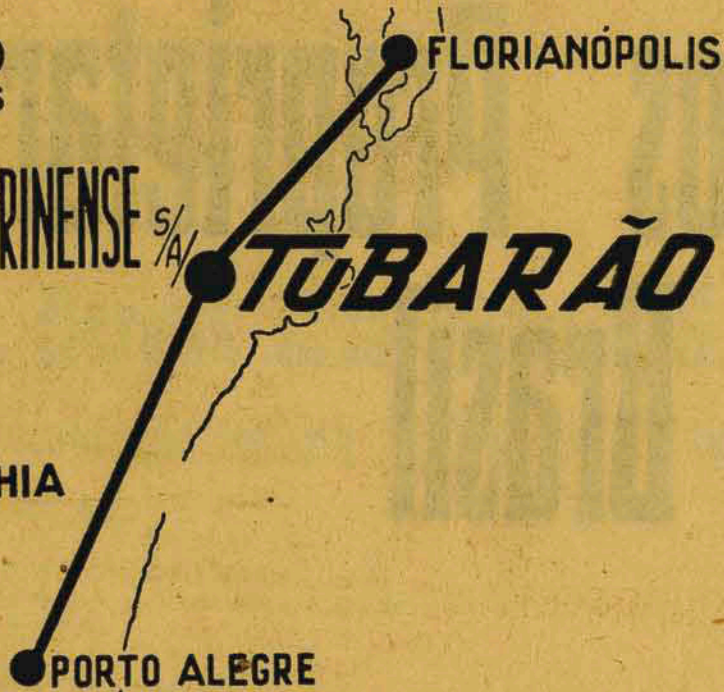 FLORIANÓPOLIS
S
RINENSE S/A/
TUBARÃO
HIA
PORTO ALEGRE